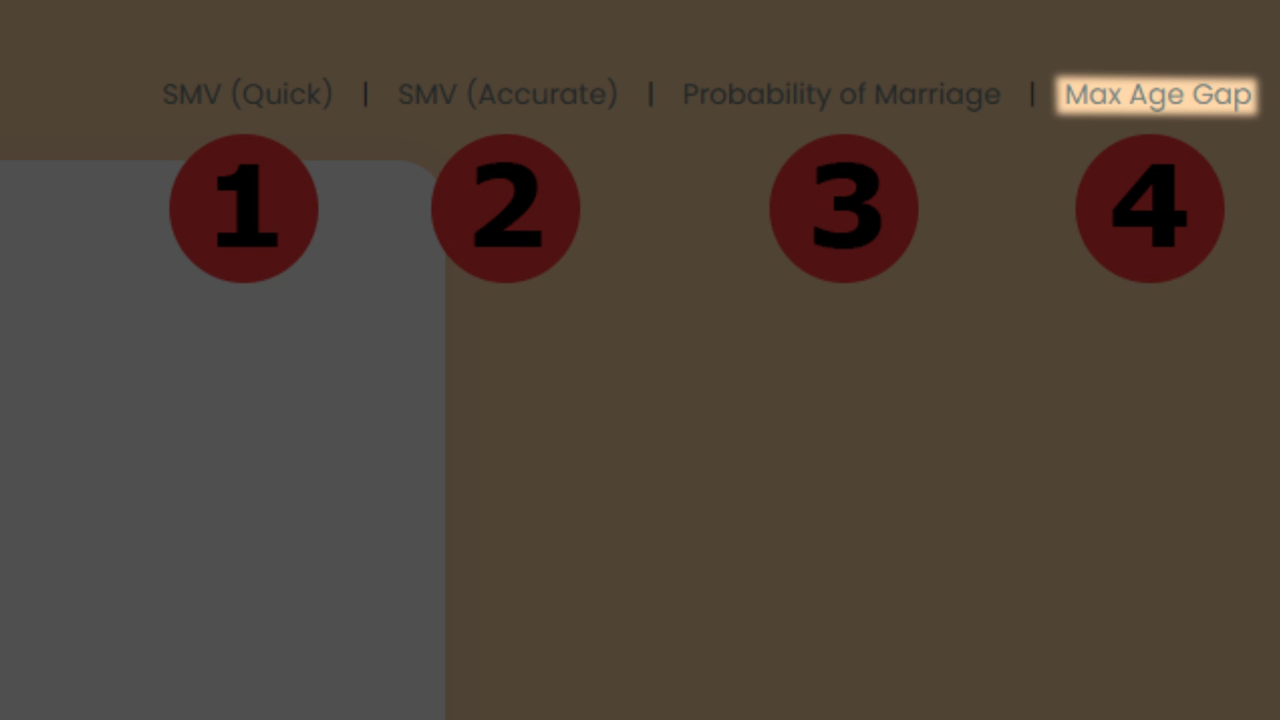 SMV (Quick) | SMV (Accurate) | Probability of Marriage | Max Age Gap
1 2 3 4